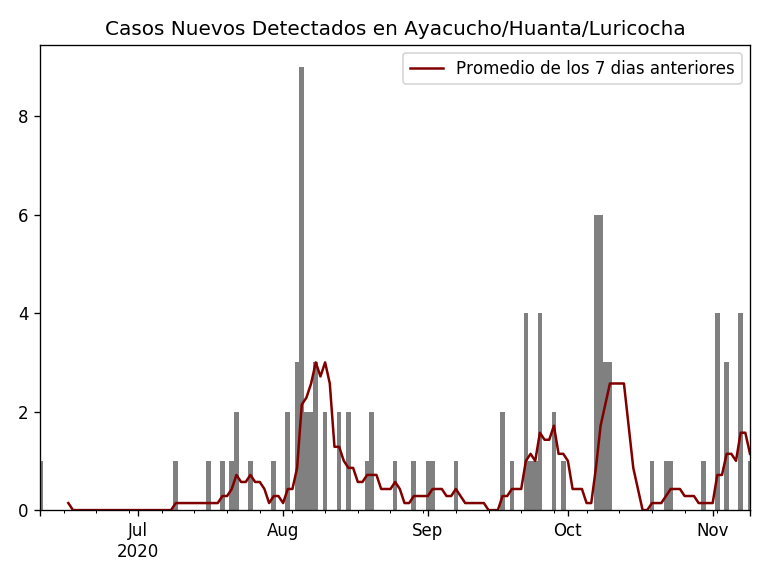 Casos Nuevos Detectados en Ayacucho/Huanta/Luricocha
Promedio de los 7 dias anteriores
8
6
4
2
0
Jul Aug Sep Oct Nov
2020